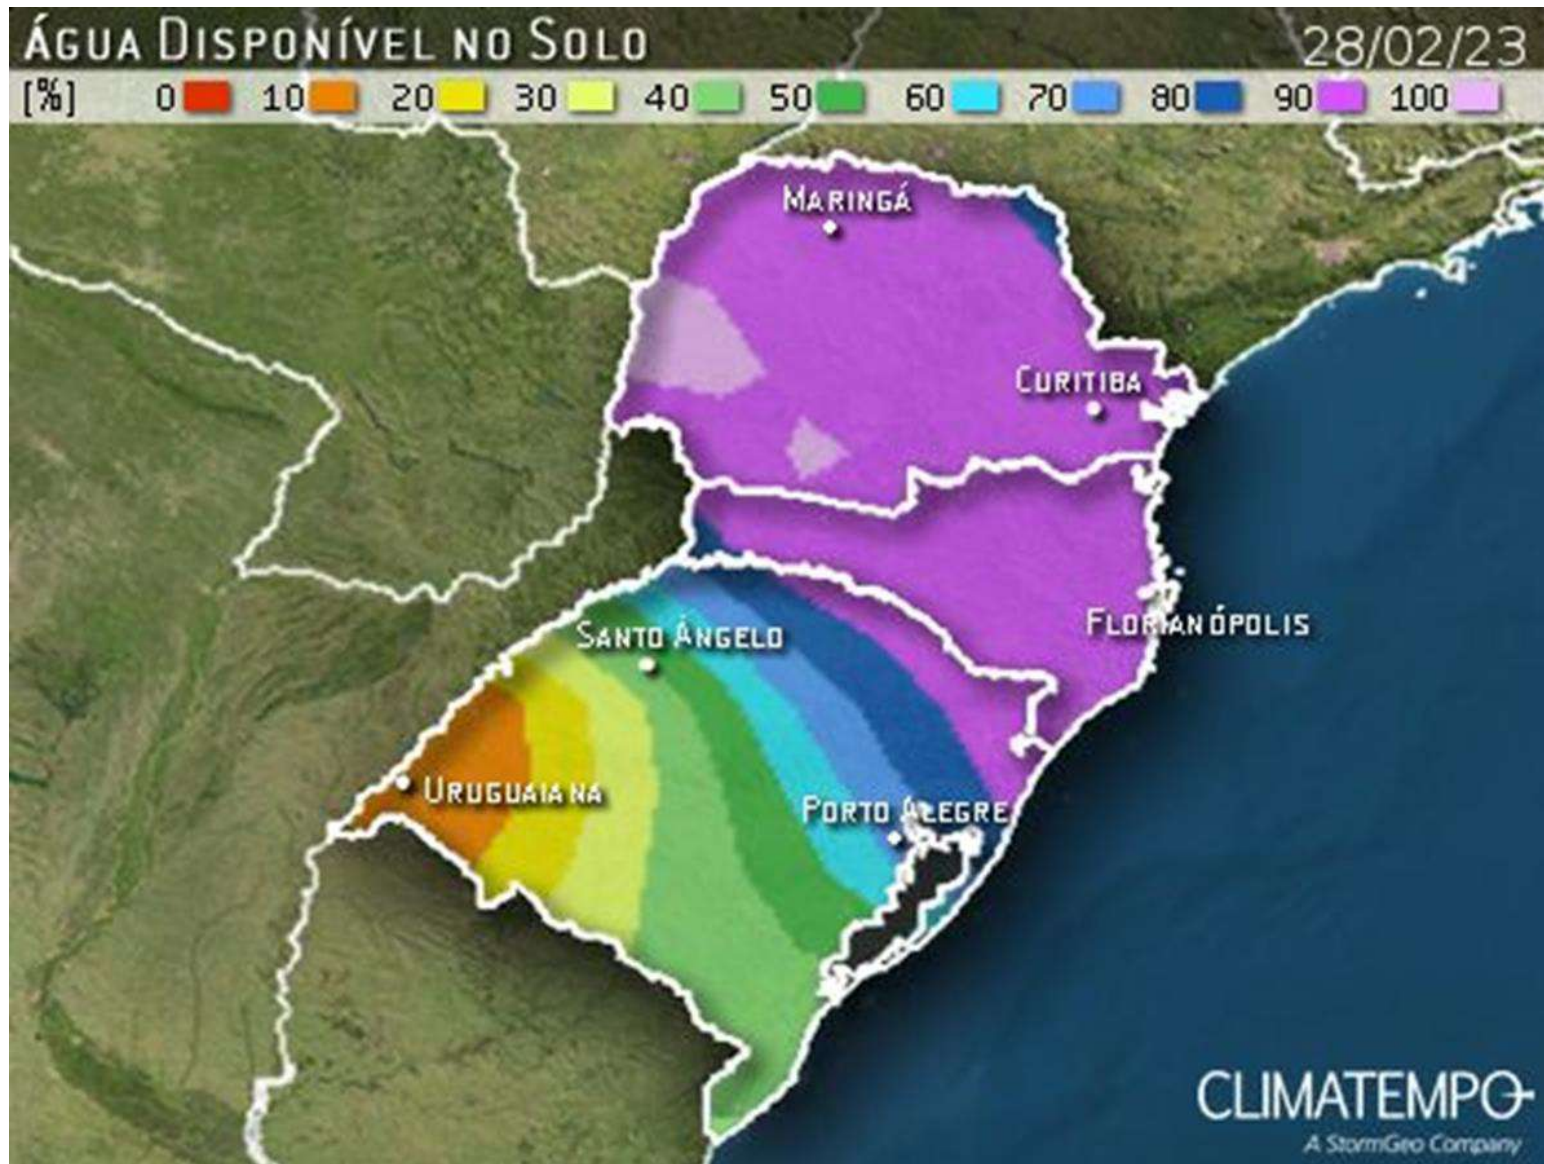 ÁGUA DISPONÍVEL NO SOLO 28/02/23
[%] 0 10 20 30 40 50 60 70 80 90 100
MARINGÁ
CURITIBA
FLORIANÓPOLIS
SANTO ÂNGELO
URUGUAIANA
PORTO ALEGRE
CLIMATEMPO
A StormGeo Company